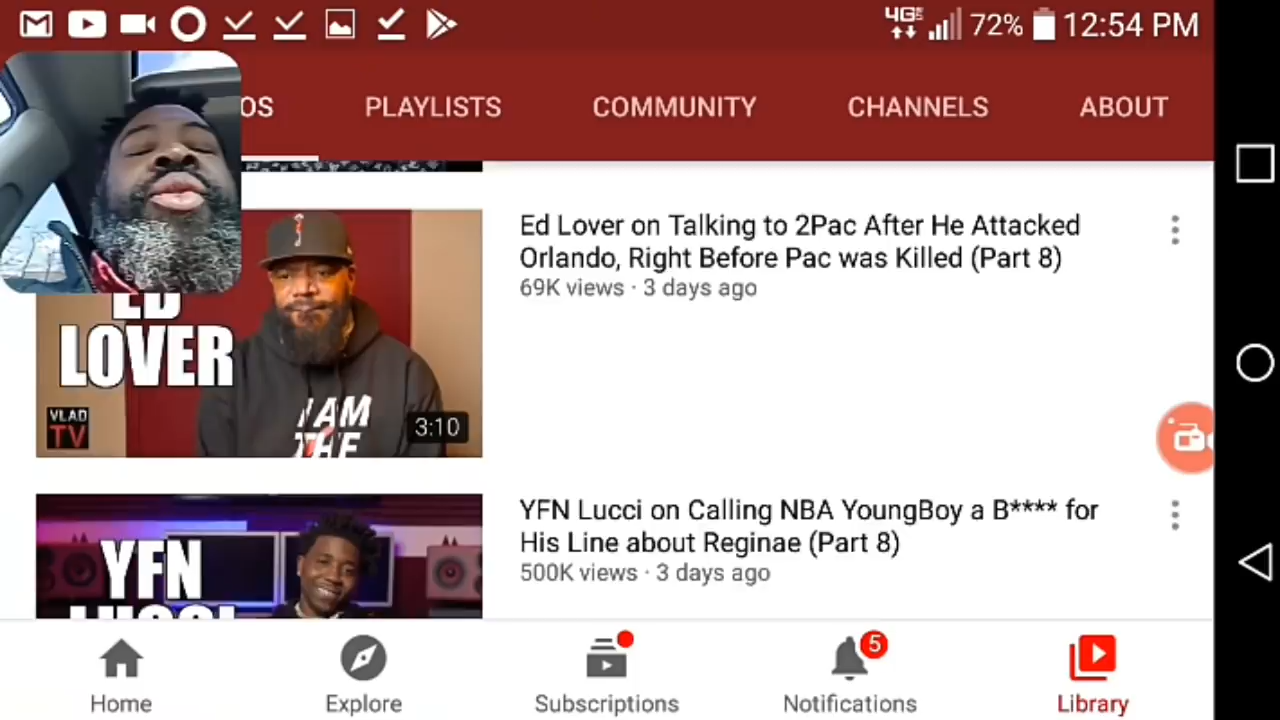 4G 72% 12:54 PM
OS PLAYLISTS COMMUNITY CHANNELS ABOUT
Ed Lover on Talking to 2Pac After He Attacked
Orlando, Right Before Pac was Killed (Part 8)
69K views · 3 days ago
ED
LOVER
I AM
THE
VLAD
TV
3:10
YFN Lucci on Calling NBA YoungBoy a B**** for
His Line about Reginae (Part 8)
500K views · 3 days ago
YFN
LUCCI
Home Explore Subscriptions Notifications Library
5